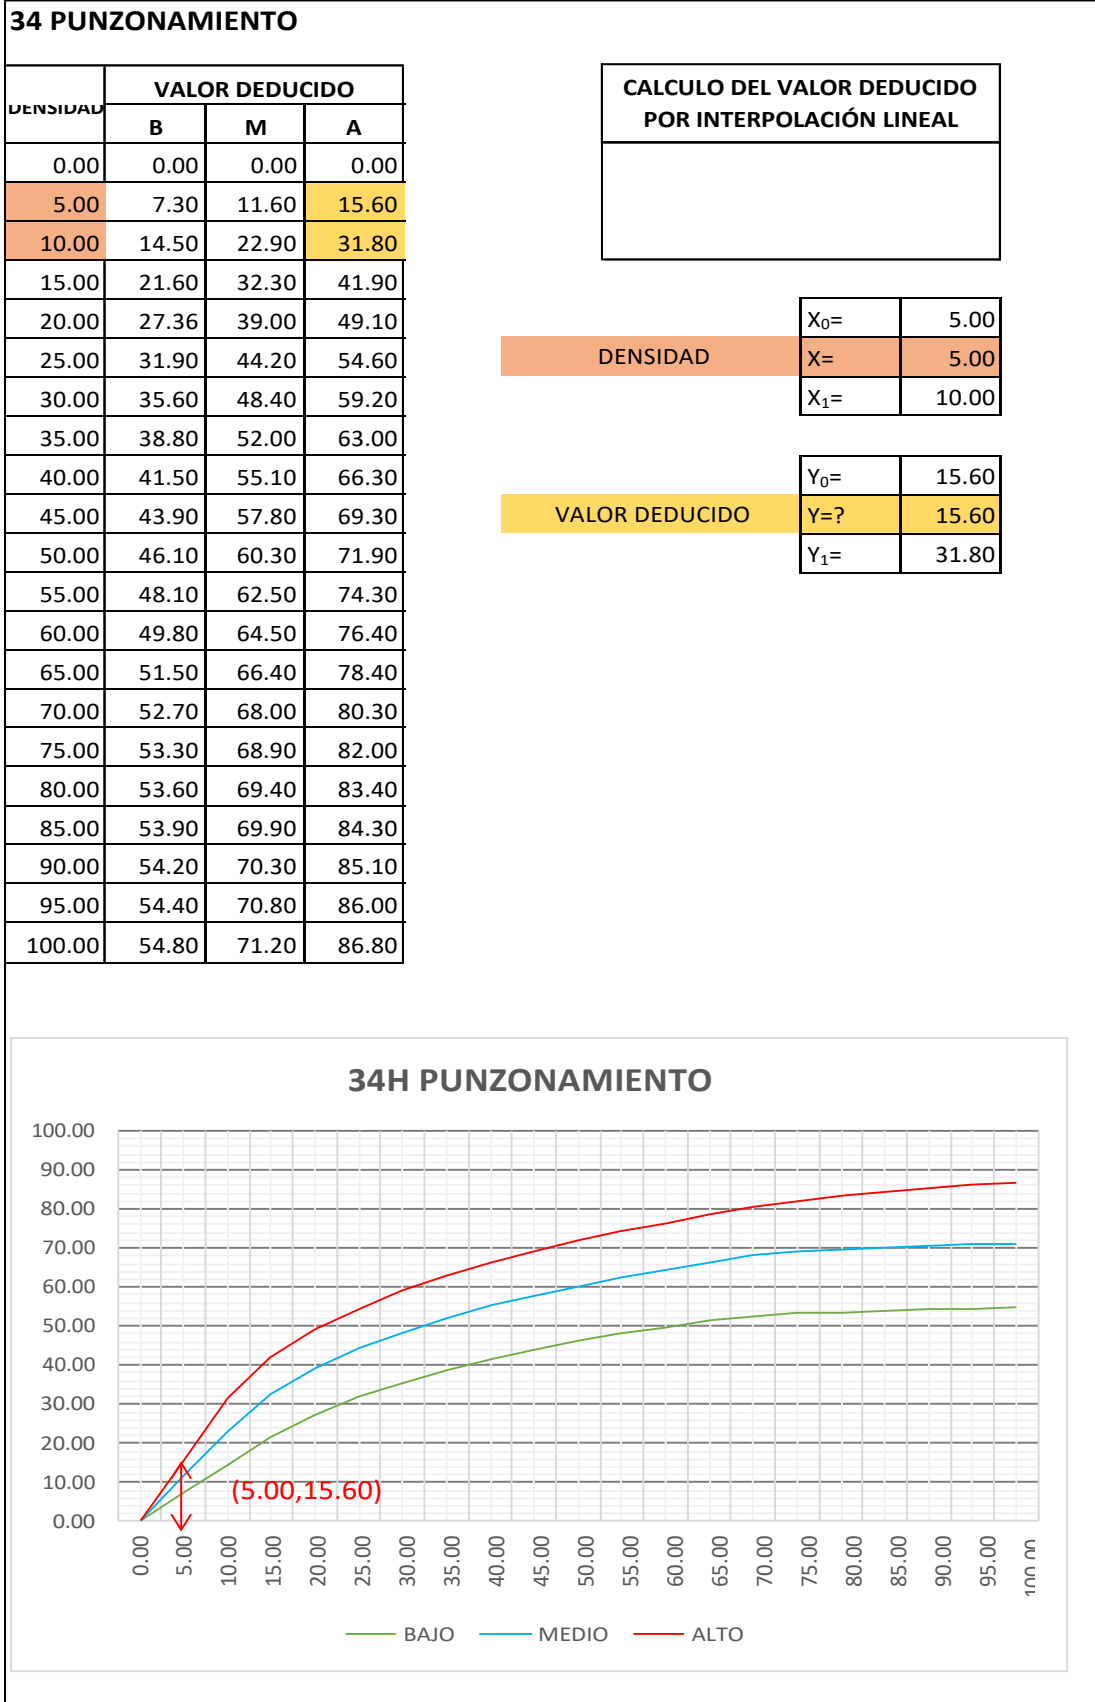 34 PUNZONAMIENTO
DENSIDAD VALOR DEDUCIDO
B M A
0.00 0.00 0.00 0.00
5.00 7.30 11.60 15.60
10.00 14.50 22.90 31.80
15.00 21.60 32.30 41.90
20.00 27.36 39.00 49.10
25.00 31.90 44.20 54.60
30.00 35.60 48.40 59.20
35.00 38.80 52.00 63.00
40.00 41.50 55.10 66.30
45.00 43.90 57.80 69.30
50.00 46.10 60.30 71.90
55.00 48.10 62.50 74.30
60.00 49.80 64.50 76.40
65.00 51.50 66.40 78.40
70.00 52.70 68.00 80.30
75.00 53.30 68.90 82.00
80.00 53.60 69.40 83.40
85.00 53.90 69.90 84.30
90.00 54.20 70.30 85.10
95.00 54.40 70.80 86.00
100.00 54.80 71.20 86.80
CALCULO DEL VALOR DEDUCIDO
POR INTERPOLACIÓN LINEAL
X₀= 5.00
DENSIDAD X= 5.00
X₁= 10.00
Y₀= 15.60
VALOR DEDUCIDO Y=? 15.60
Y₁= 31.80
34H PUNZONAMIENTO
100.00
90.00
80.00
70.00
60.00
50.00
40.00
30.00
20.00
10.00
0.00
(5.00,15.60)
0.00 5.00 10.00 15.00 20.00 25.00 30.00 35.00 40.00 45.00 50.00 55.00 60.00 65.00 70.00 75.00 80.00 85.00 90.00 95.00 100.00
BAJO MEDIO ALTO